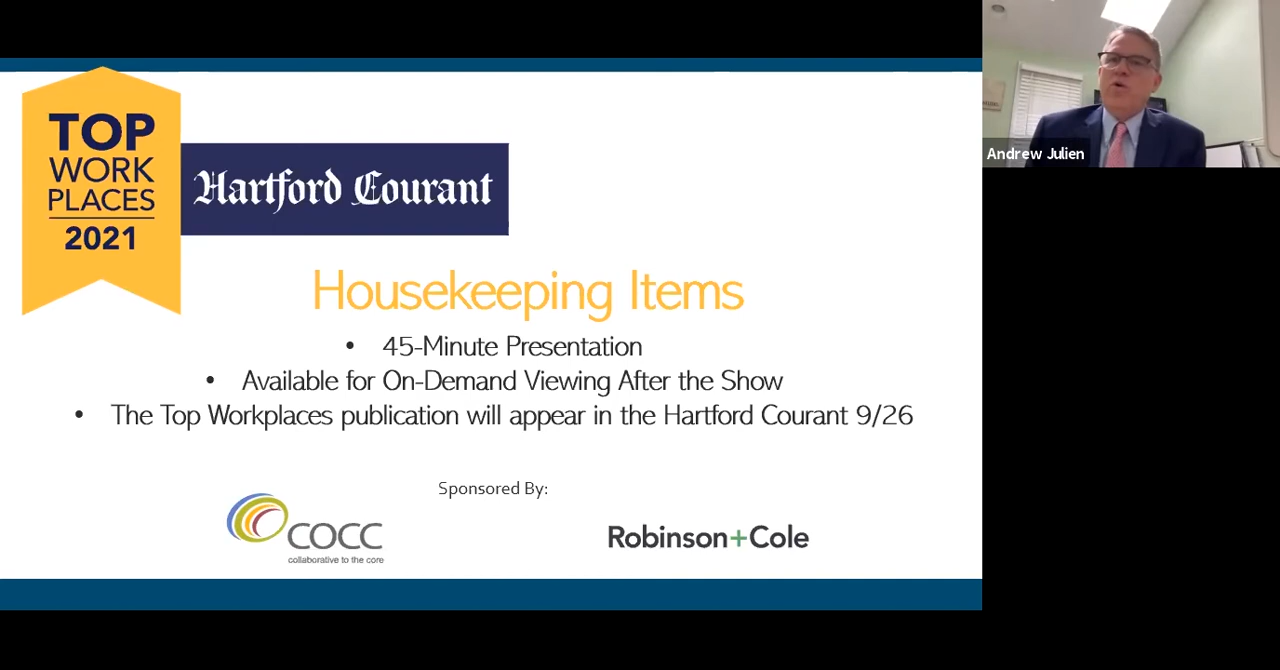 TOP
WORK
PLACES
2021
Hartford Courant
Andrew Julien
Housekeeping Items
• 45-Minute Presentation
• Available for On-Demand Viewing After the Show
• The Top Workplaces publication will appear in the Hartford Courant 9/26
Sponsored By:
COCC
collaborative to the core
Robinson+Cole